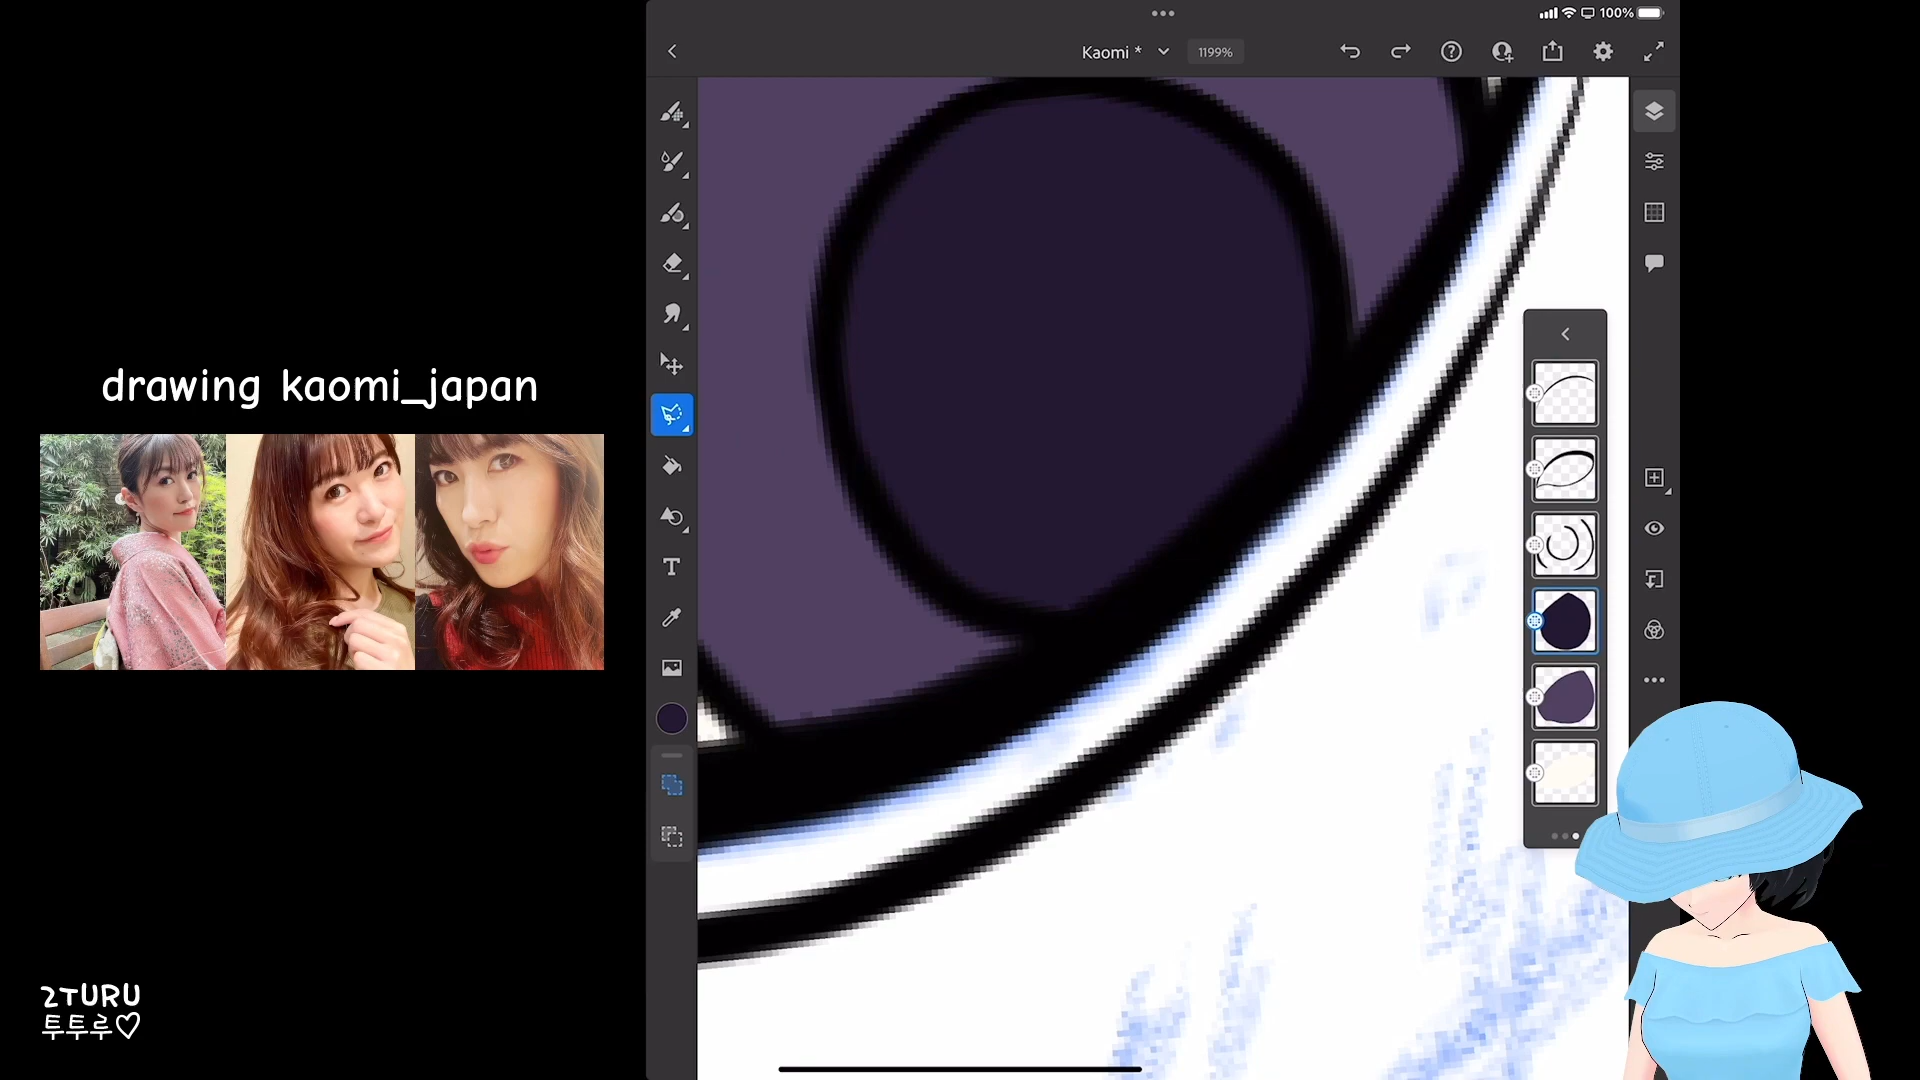 100%
Kaomi *
1199%
drawing kaomi_japan
2TURU
투투루♡